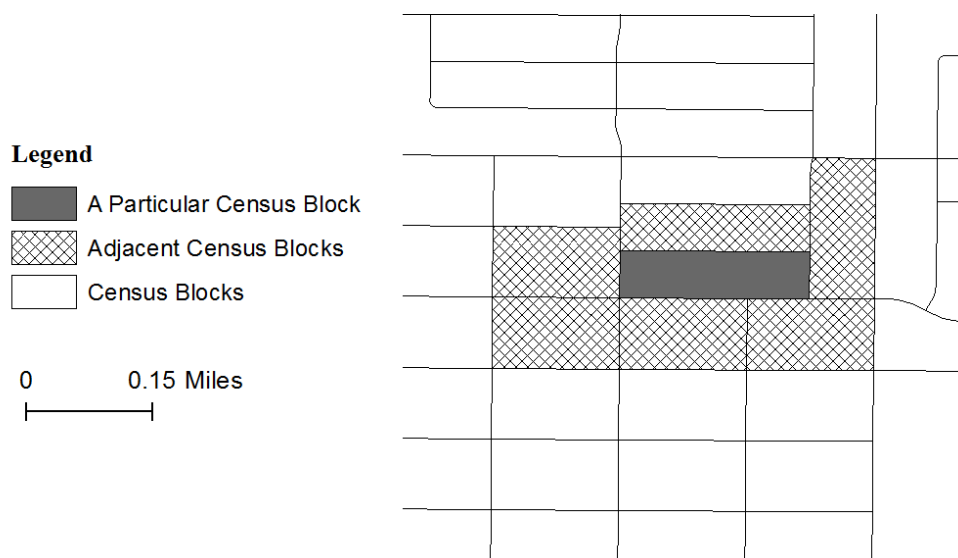 Legend
A Particular Census Block
Adjacent Census Blocks
Census Blocks
0 0.15 Miles